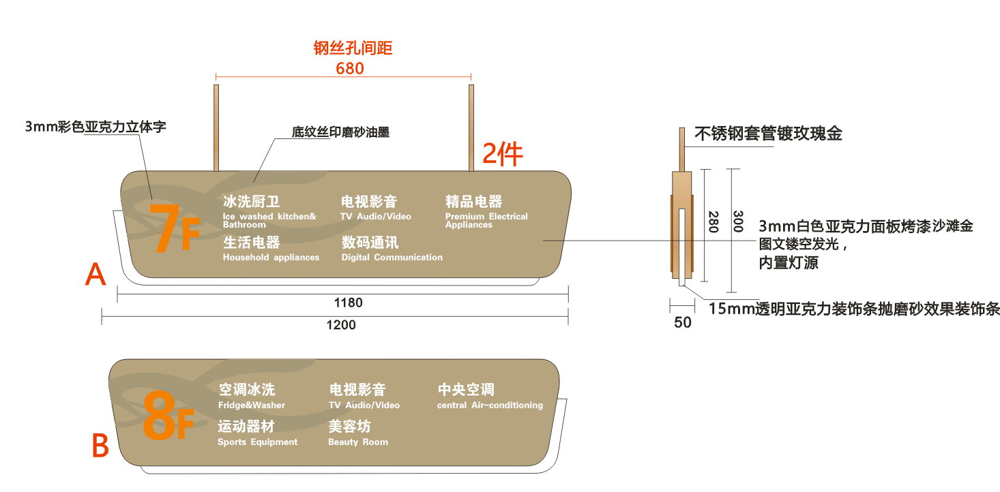 钢丝孔间距
680
3mm彩色亚克力立体字
底纹丝印磨砂油墨
2件
不锈钢套管镀玫瑰金
7F
冰洗厨卫
Ice washed kitchen&
Bathroom
电视影音
TV Audio/Video
精品电器
Premium Electrical
Appliances
生活电器
Household appliances
数码通讯
Digital Communication
A
1180
1200
280
300
3mm白色亚克力面板烤漆沙滩金
图文镂空发光，
内置灯源
15mm透明亚克力装饰条抛磨砂效果装饰条
50
8F
空调冰洗
Fridge&Washer
电视影音
TV Audio/Video
中央空调
central Air-conditioning
运动器材
Sports Equipment
美容坊
Beauty Room
B